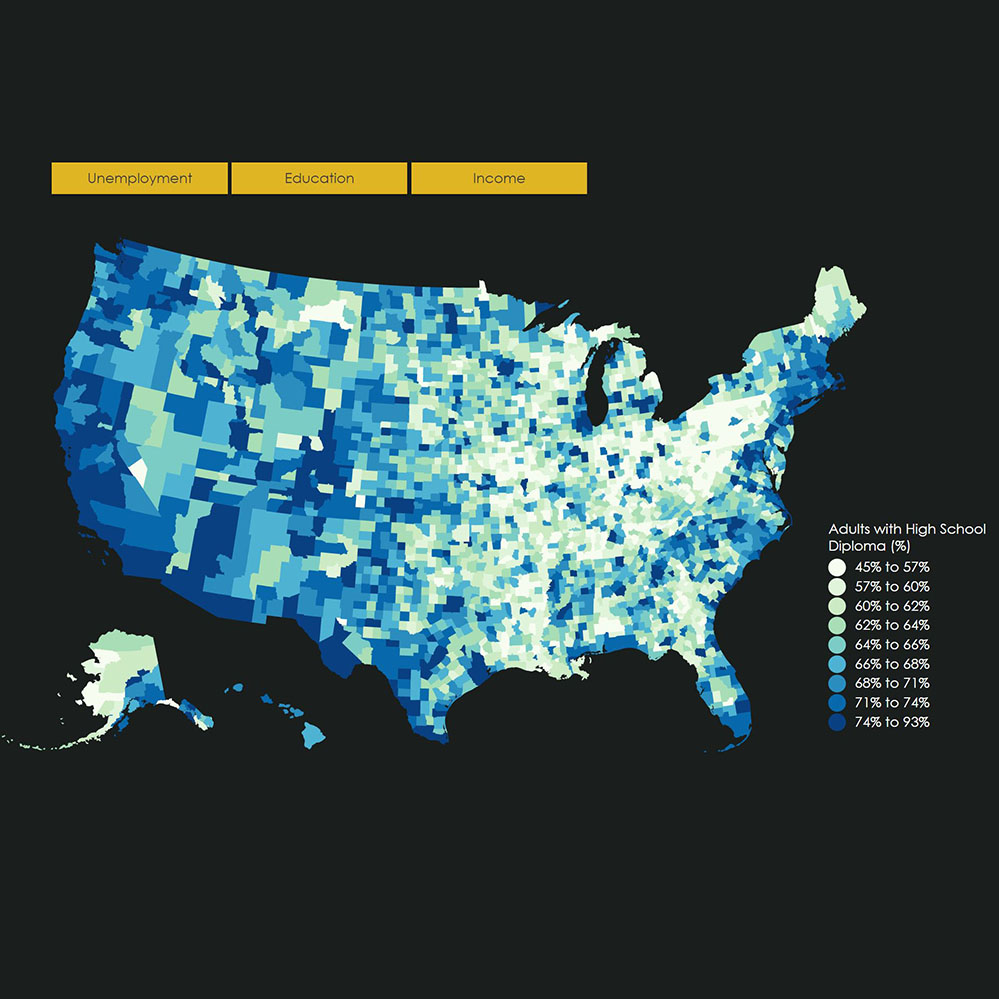 Unemployment
Education
Income
Adults with High School
Diploma (%)
45% to 57%
57% to 60%
60% to 62%
62% to 64%
64% to 66%
66% to 68%
68% to 71%
71% to 74%
74% to 93%